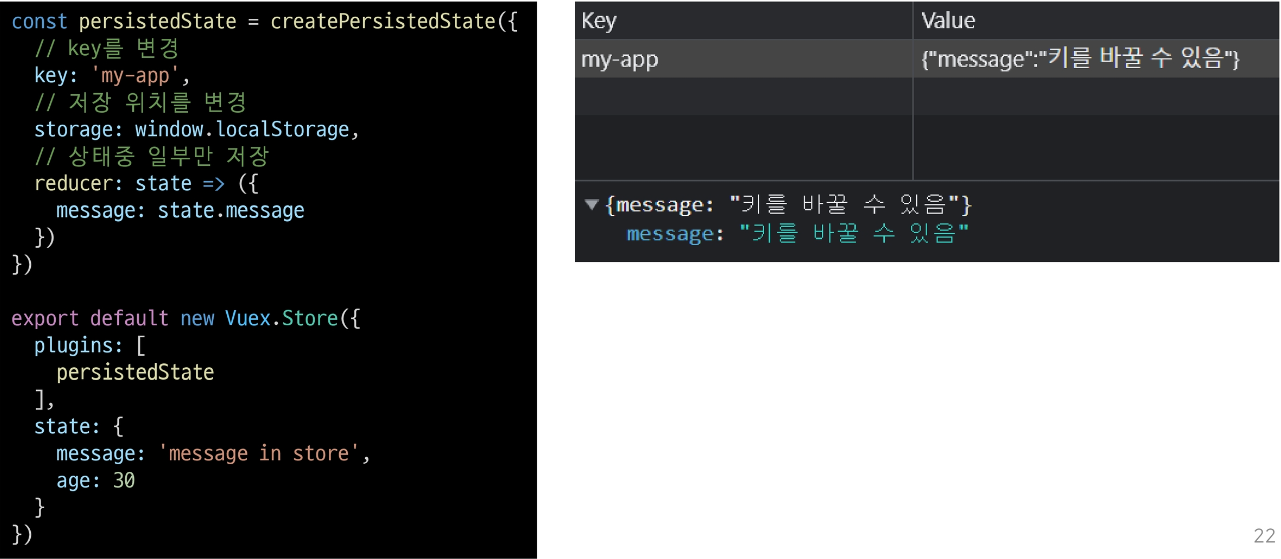 const persistedState = createPersistedState({
  // key를 변경
  key: 'my-app',
  // 저장 위치를 변경
  storage: window.localStorage,
  // 상태중 일부만 저장
  reducer: state => ({
    message: state.message
  })
})

export default new Vuex.Store({
  plugins: [
    persistedState
  ],
  state: {
    message: 'message in store',
    age: 30
  }
})
Key Value
my-app {"message":"키를 바꿀 수 있음"}
▼{message: "키를 바꿀 수 있음"}
message: "키를 바꿀 수 있음"
22